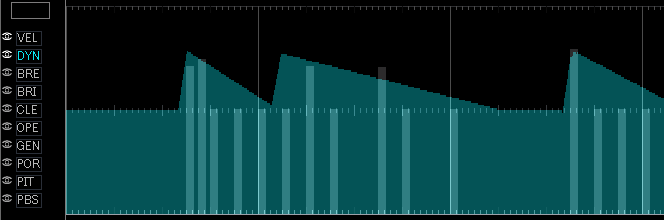 VEL
DYN
BRE
BRI
CLE
OPE
GEN
POR
PIT
PBS